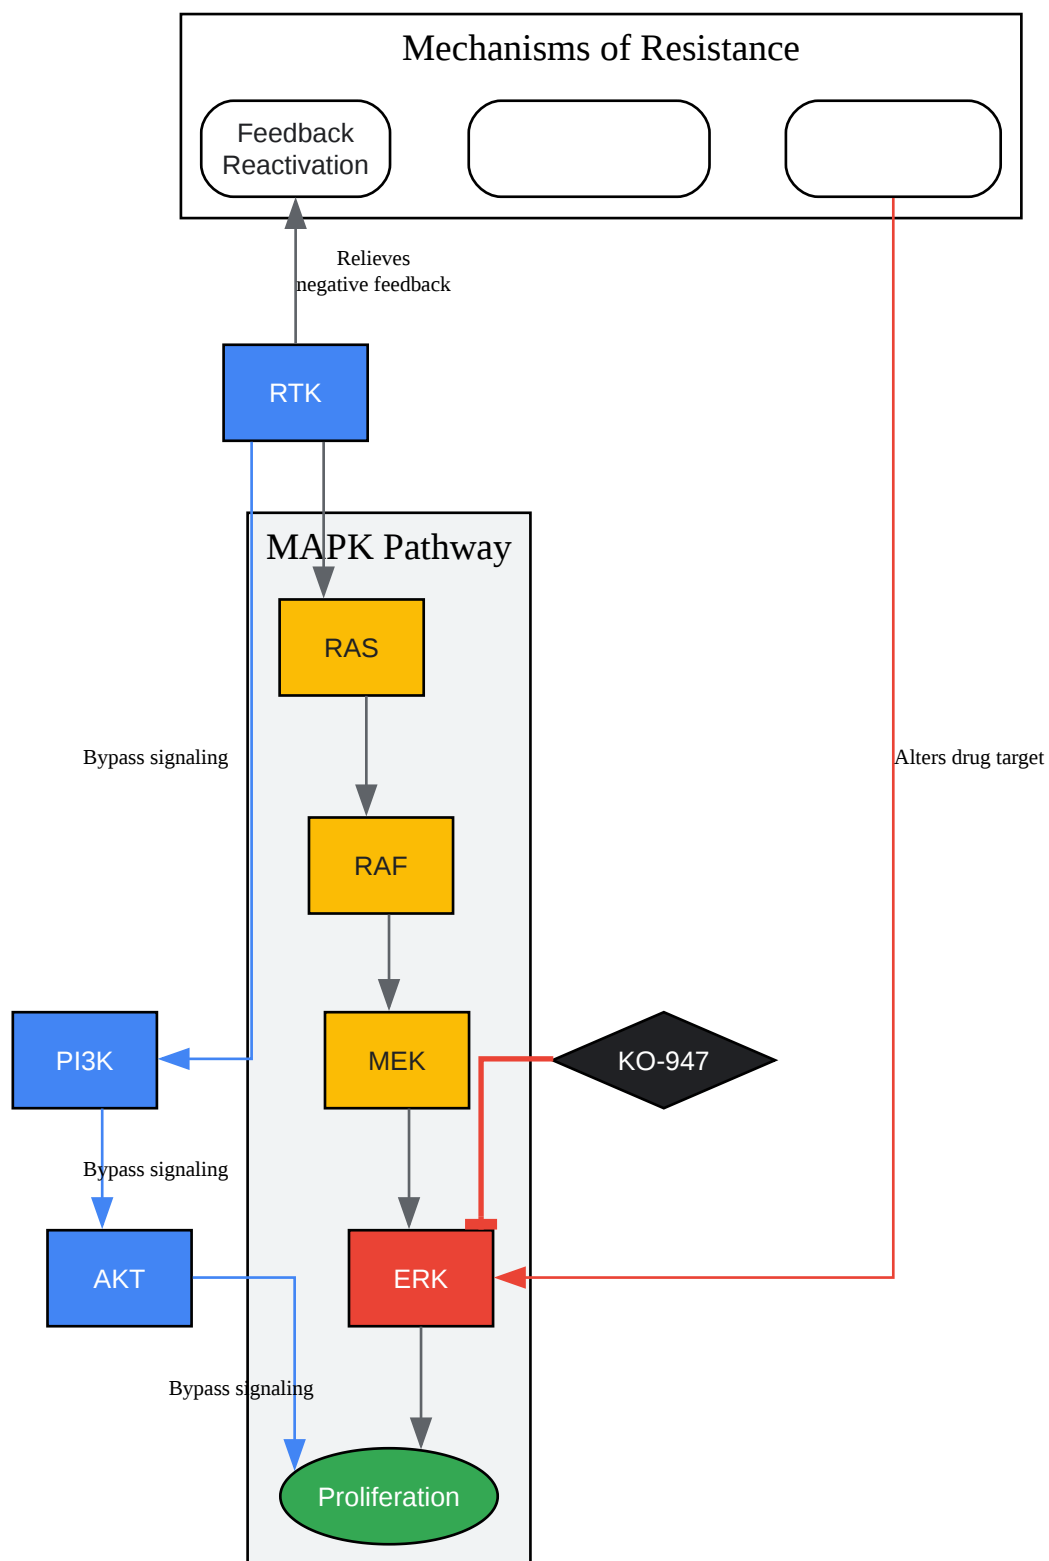 Mechanisms of Resistance
Feedback
Reactivation
Relieves
negative feedback
RTK
MAPK Pathway
RAS
Bypass signaling
Alters drug target
RAF
PI3K
MEK
KO-947
Bypass signaling
AKT
ERK
Bypass signaling
Proliferation